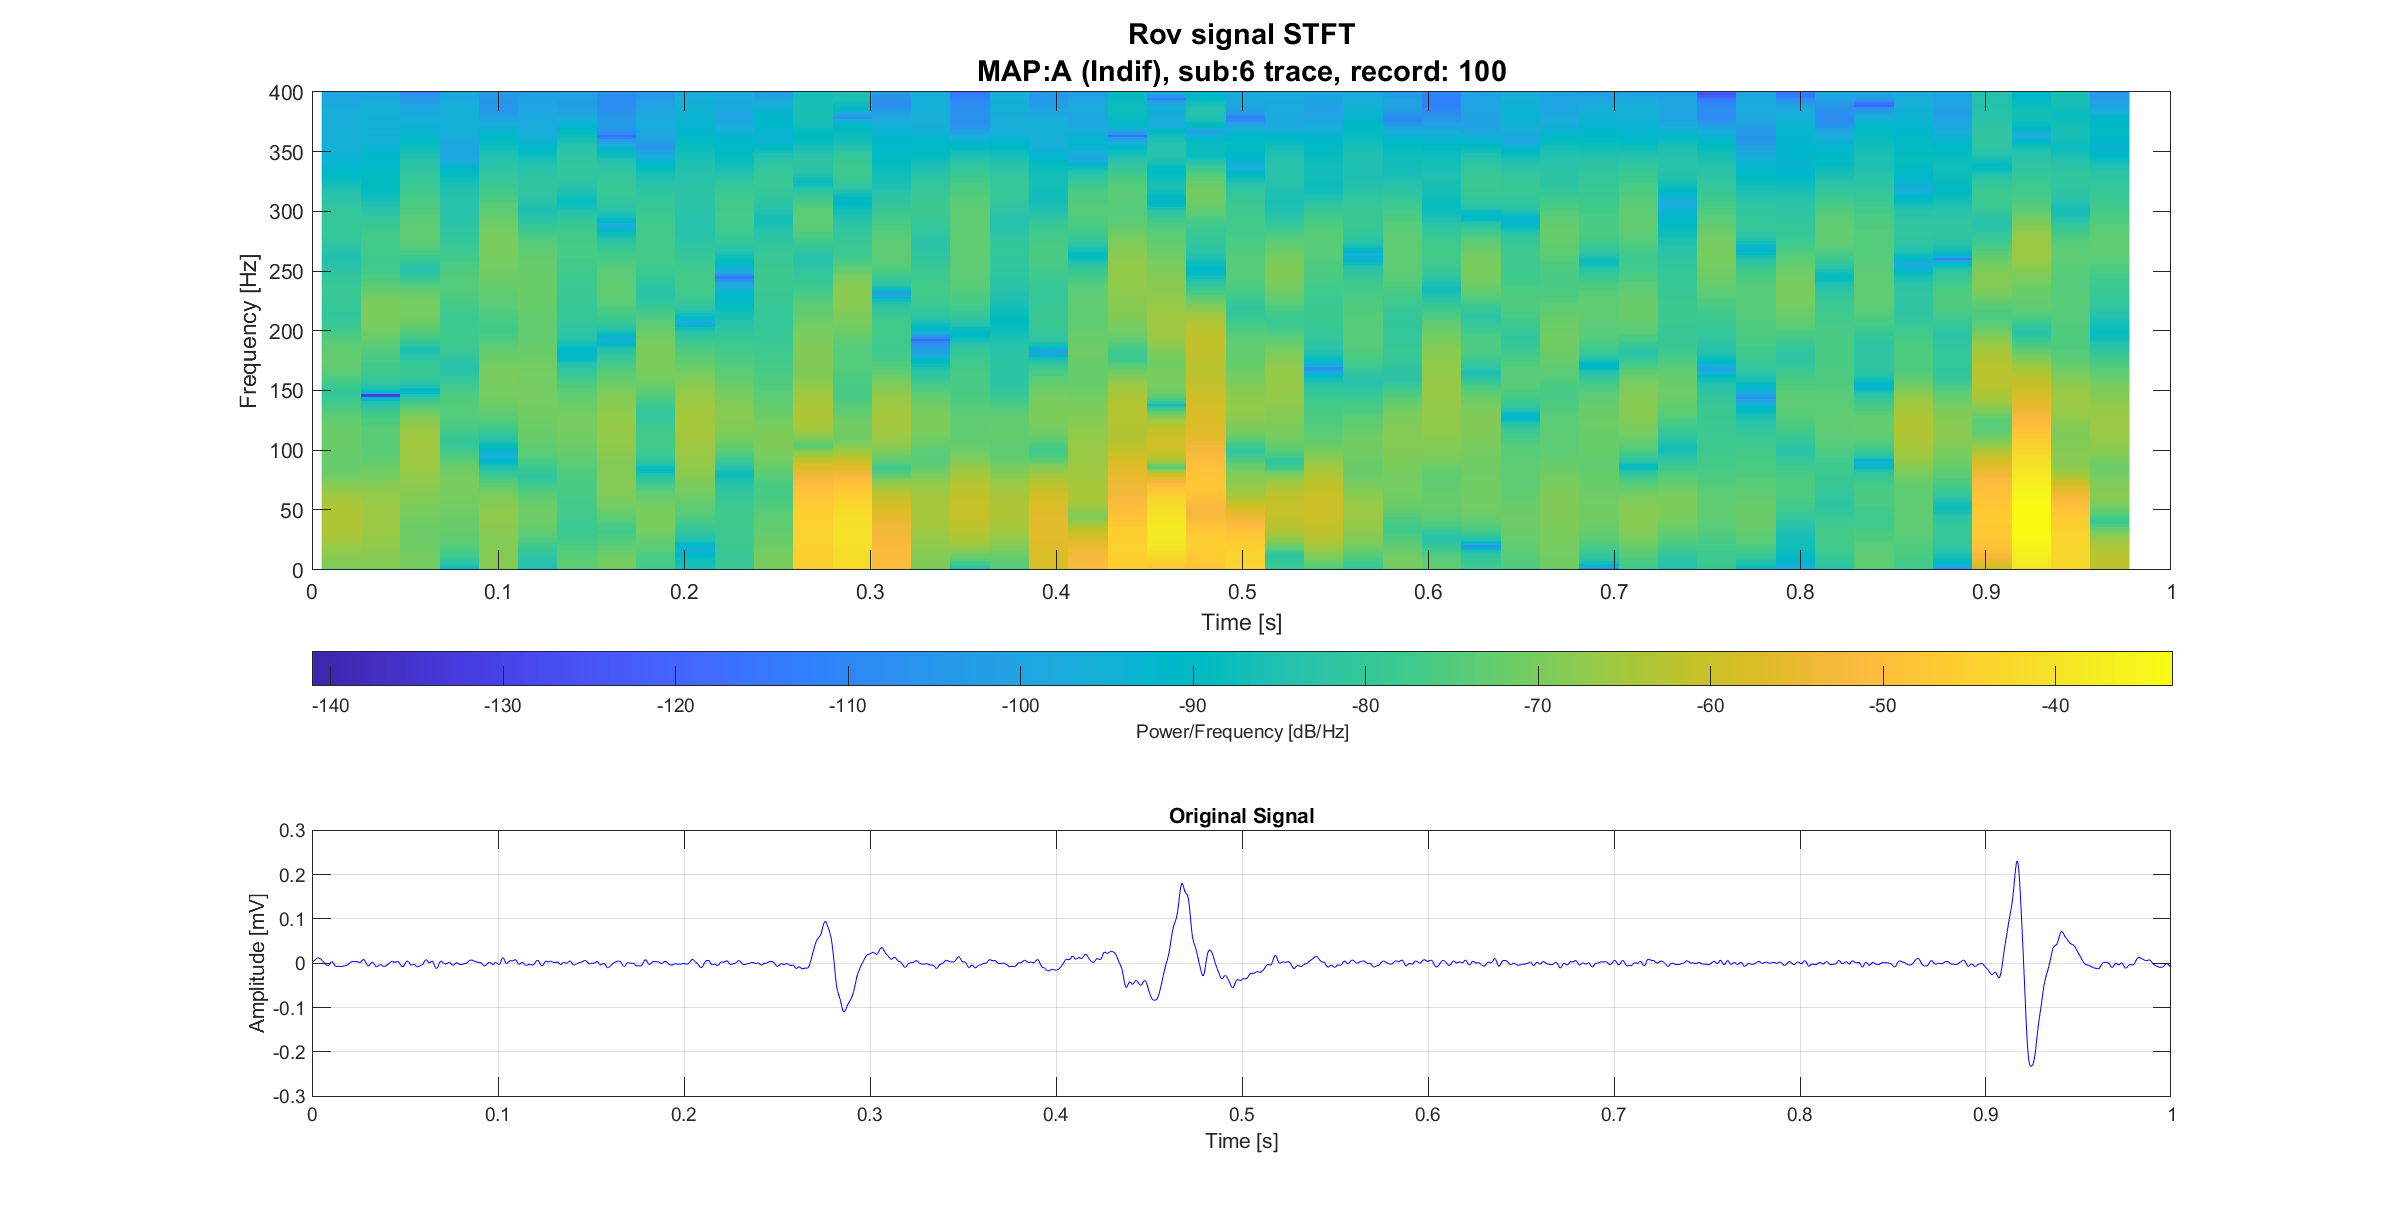 Rov signal STFT
MAP:A (Indif), sub:6 trace, record: 100
400
350
300
250
200
150
100
50
0
Frequency [Hz]
0 0.1 0.2 0.3 0.4 0.5 0.6 0.7 0.8 0.9 1
Time [s]
-140 -130 -120 -110 -100 -90 -80 -70 -60 -50 -40
Power/Frequency [dB/Hz]
Original Signal
0.3
0.2
0.1
0
-0.1
-0.2
-0.3
Amplitude [mV]
0 0.1 0.2 0.3 0.4 0.5 0.6 0.7 0.8 0.9 1
Time [s]